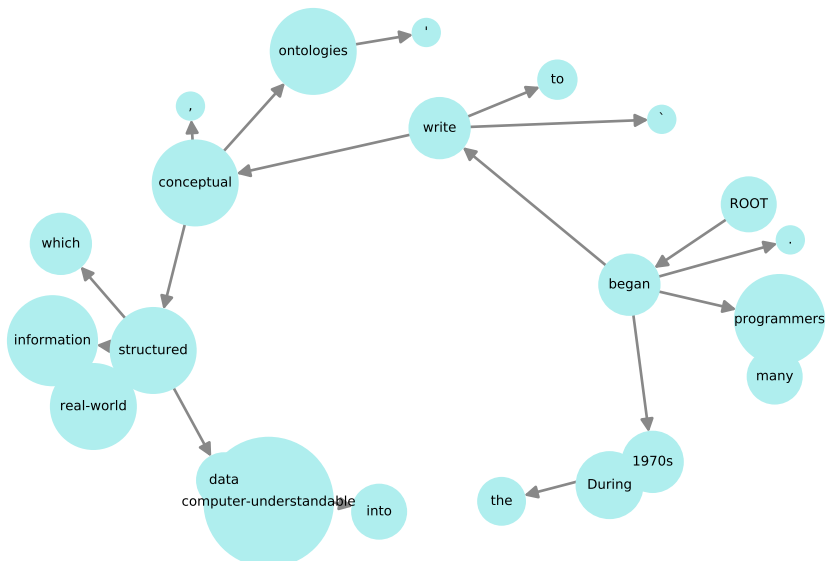 ontologies
'
to
,
write
`
conceptual
ROOT
which
.
began
programmers
information
structured
many
real-world
1970s
data
During
computer-understandable
the
into